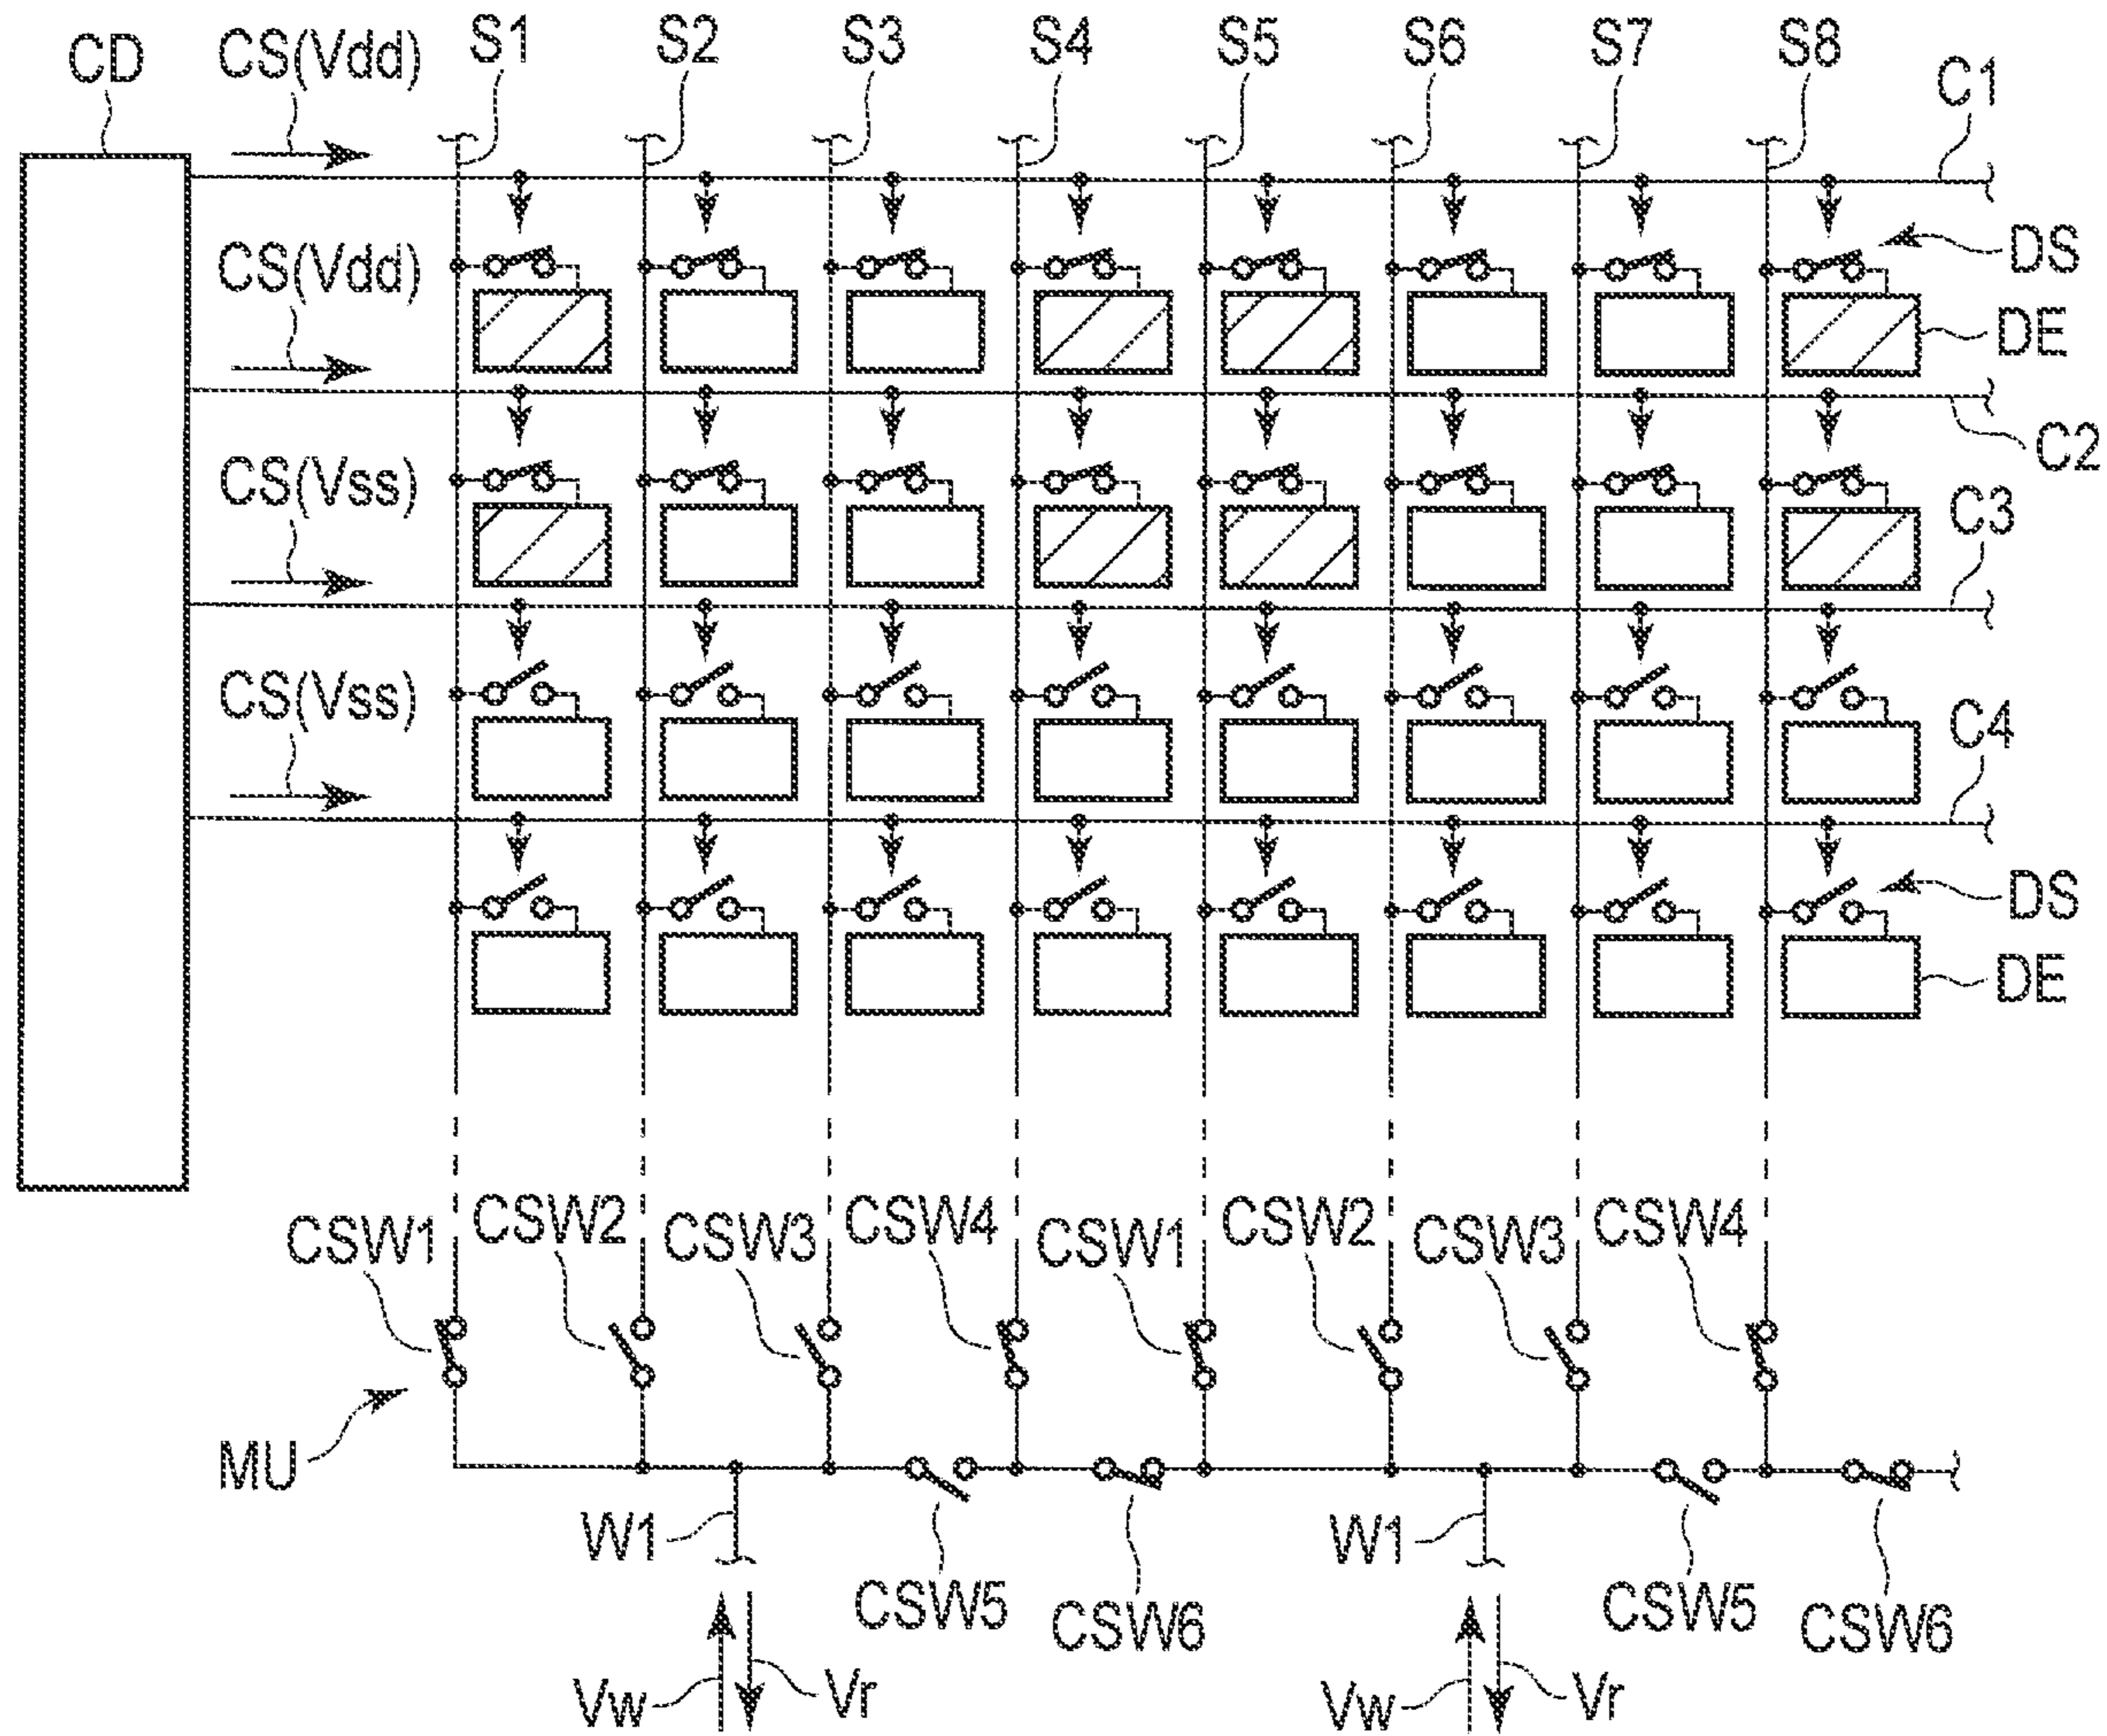 CD CS(Vdd) S1 S2 S3 S4 S5 S6 S7 S8 C1
CS(Vdd) DS
DE
CS(Vss) C2
C3
CS(Vss) C4
DS
DE
CSW1 CSW2 CSW3 CSW4 CSW1 CSW2 CSW3 CSW4
MU
W1 W1
CSW5 CSW6 CSW5 CSW6
Vw Vr Vw Vr